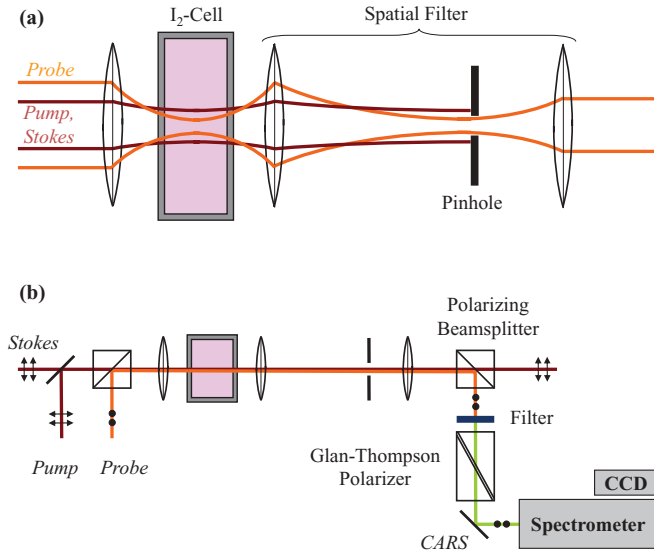 (a)
I₂-Cell
Spatial Filter
Probe
Pump,
Stokes
Pinhole
(b)
Polarizing
Beamsplitter
Stokes
Filter
Glan-Thompson
Polarizer
Pump
Probe
CCD
Spectrometer
CARS